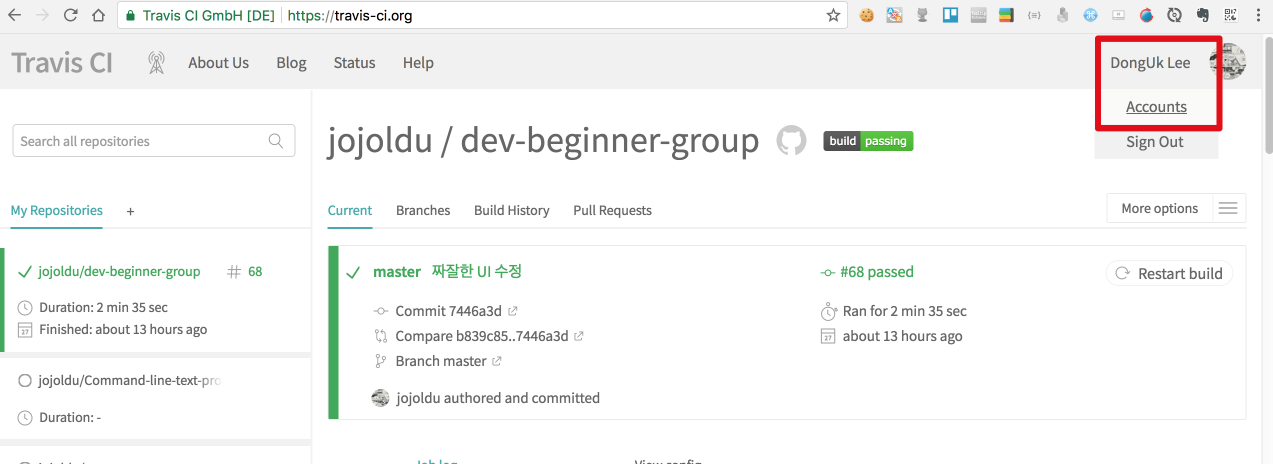 Travis CI GmbH [DE] | https://travis-ci.org
Travis CI About Us Blog Status Help DongUk Lee
Accounts
Sign Out
Search all repositories
jojoldu / dev-beginner-group build passing
My Repositories +
Current Branches Build History Pull Requests More options
jojoldu/dev-beginner-group # 68
Duration: 2 min 35 sec
Finished: about 13 hours ago
jojoldu/Command-line-text-pro
Duration: -
master 짜잘한 UI 수정 #68 passed Restart build
Commit 7446a3d Ran for 2 min 35 sec
Compare b839c85..7446a3d about 13 hours ago
Branch master
jojoldu authored and committed
Job log View config